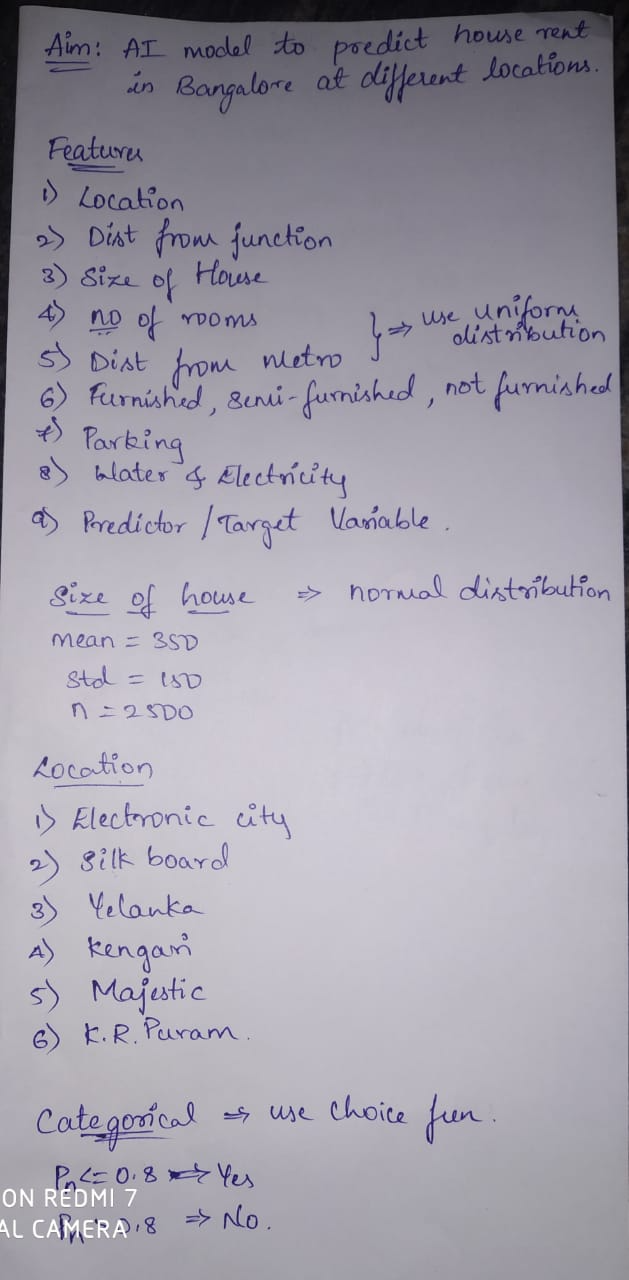 Aim: AI model to predict house rent
in Bangalore at different locations.
Features
1) Location
2) Dist from junction
3) Size of House
4) no of rooms
5) Dist from metro
} ⇒ use uniform
distribution
6) Furnished, semi-furnished, not furnished
7) Parking
8) Water & Electricity
9) Predictor / Target Variable.
Size of house ⇒ normal distribution
mean = 350
Std = 150
n = 2500
Location
1) Electronic city
2) Silk board
3) Yelanka
4) Kengari
5) Majestic
6) K.R. Puram.
Categorical ⇒ use choice fun.
Pn <= 0.8 ⇒ Yes
ON REDMI 7
AL CAMERA
0.8 ⇒ No.